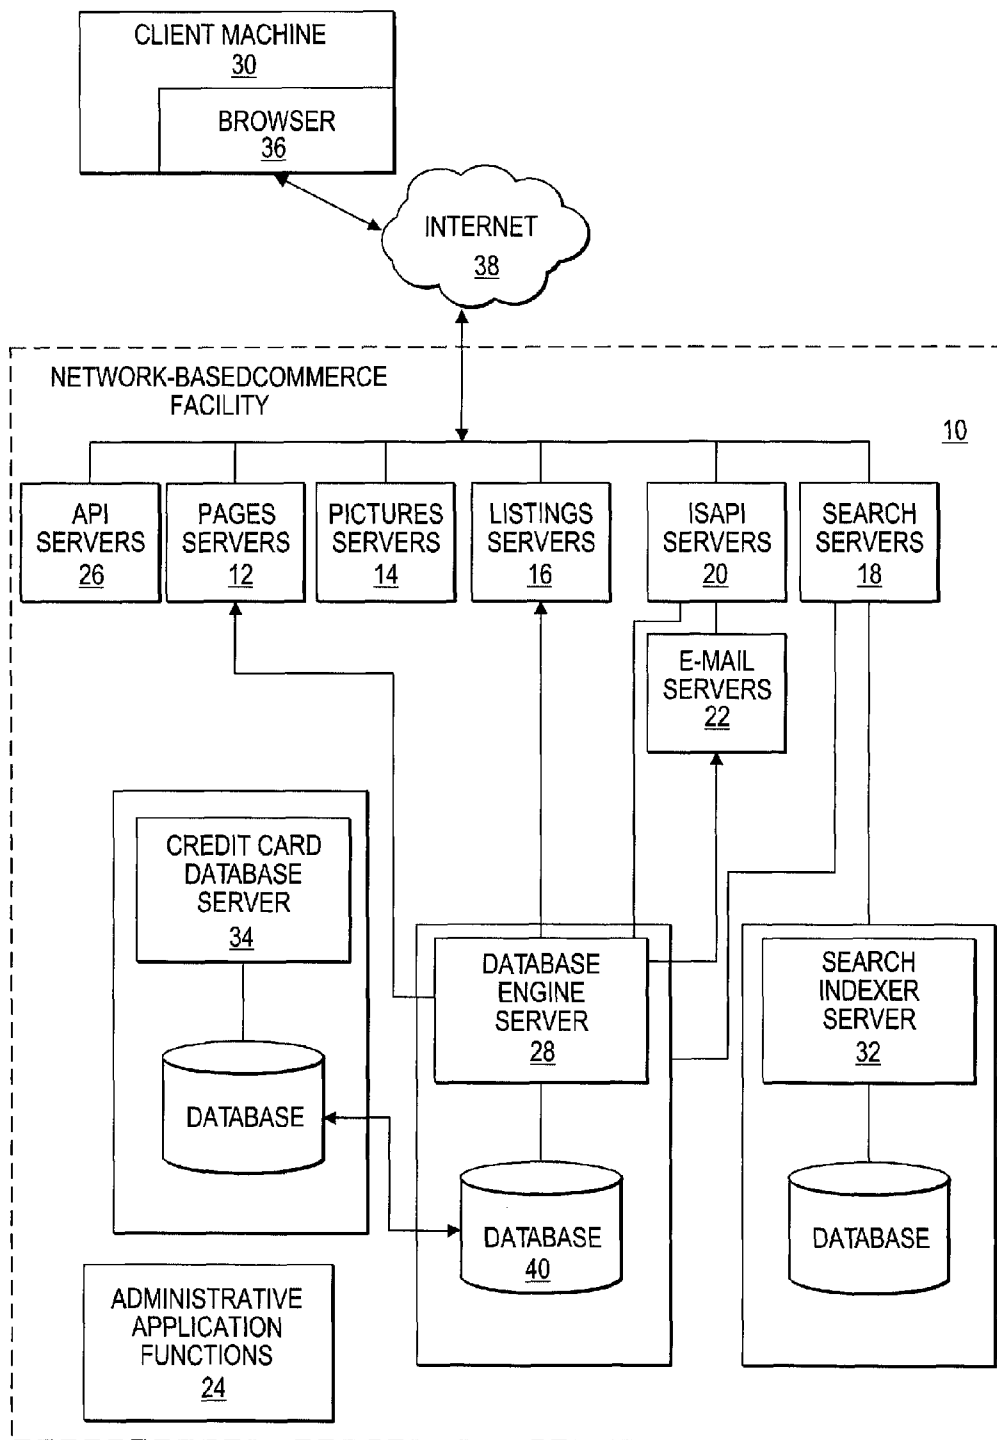 CLIENT MACHINE
30
BROWSER
36
INTERNET
38
NETWORK-BASEDCOMMERCE
FACILITY
10
API
SERVERS
26
PAGES
SERVERS
12
PICTURES
SERVERS
14
LISTINGS
SERVERS
16
ISAPI
SERVERS
20
SEARCH
SERVERS
18
E-MAIL
SERVERS
22
CREDIT CARD
DATABASE
SERVER
34
DATABASE
ENGINE
SERVER
28
SEARCH
INDEXER
SERVER
32
DATABASE
DATABASE
40
DATABASE
ADMINISTRATIVE
APPLICATION
FUNCTIONS
24